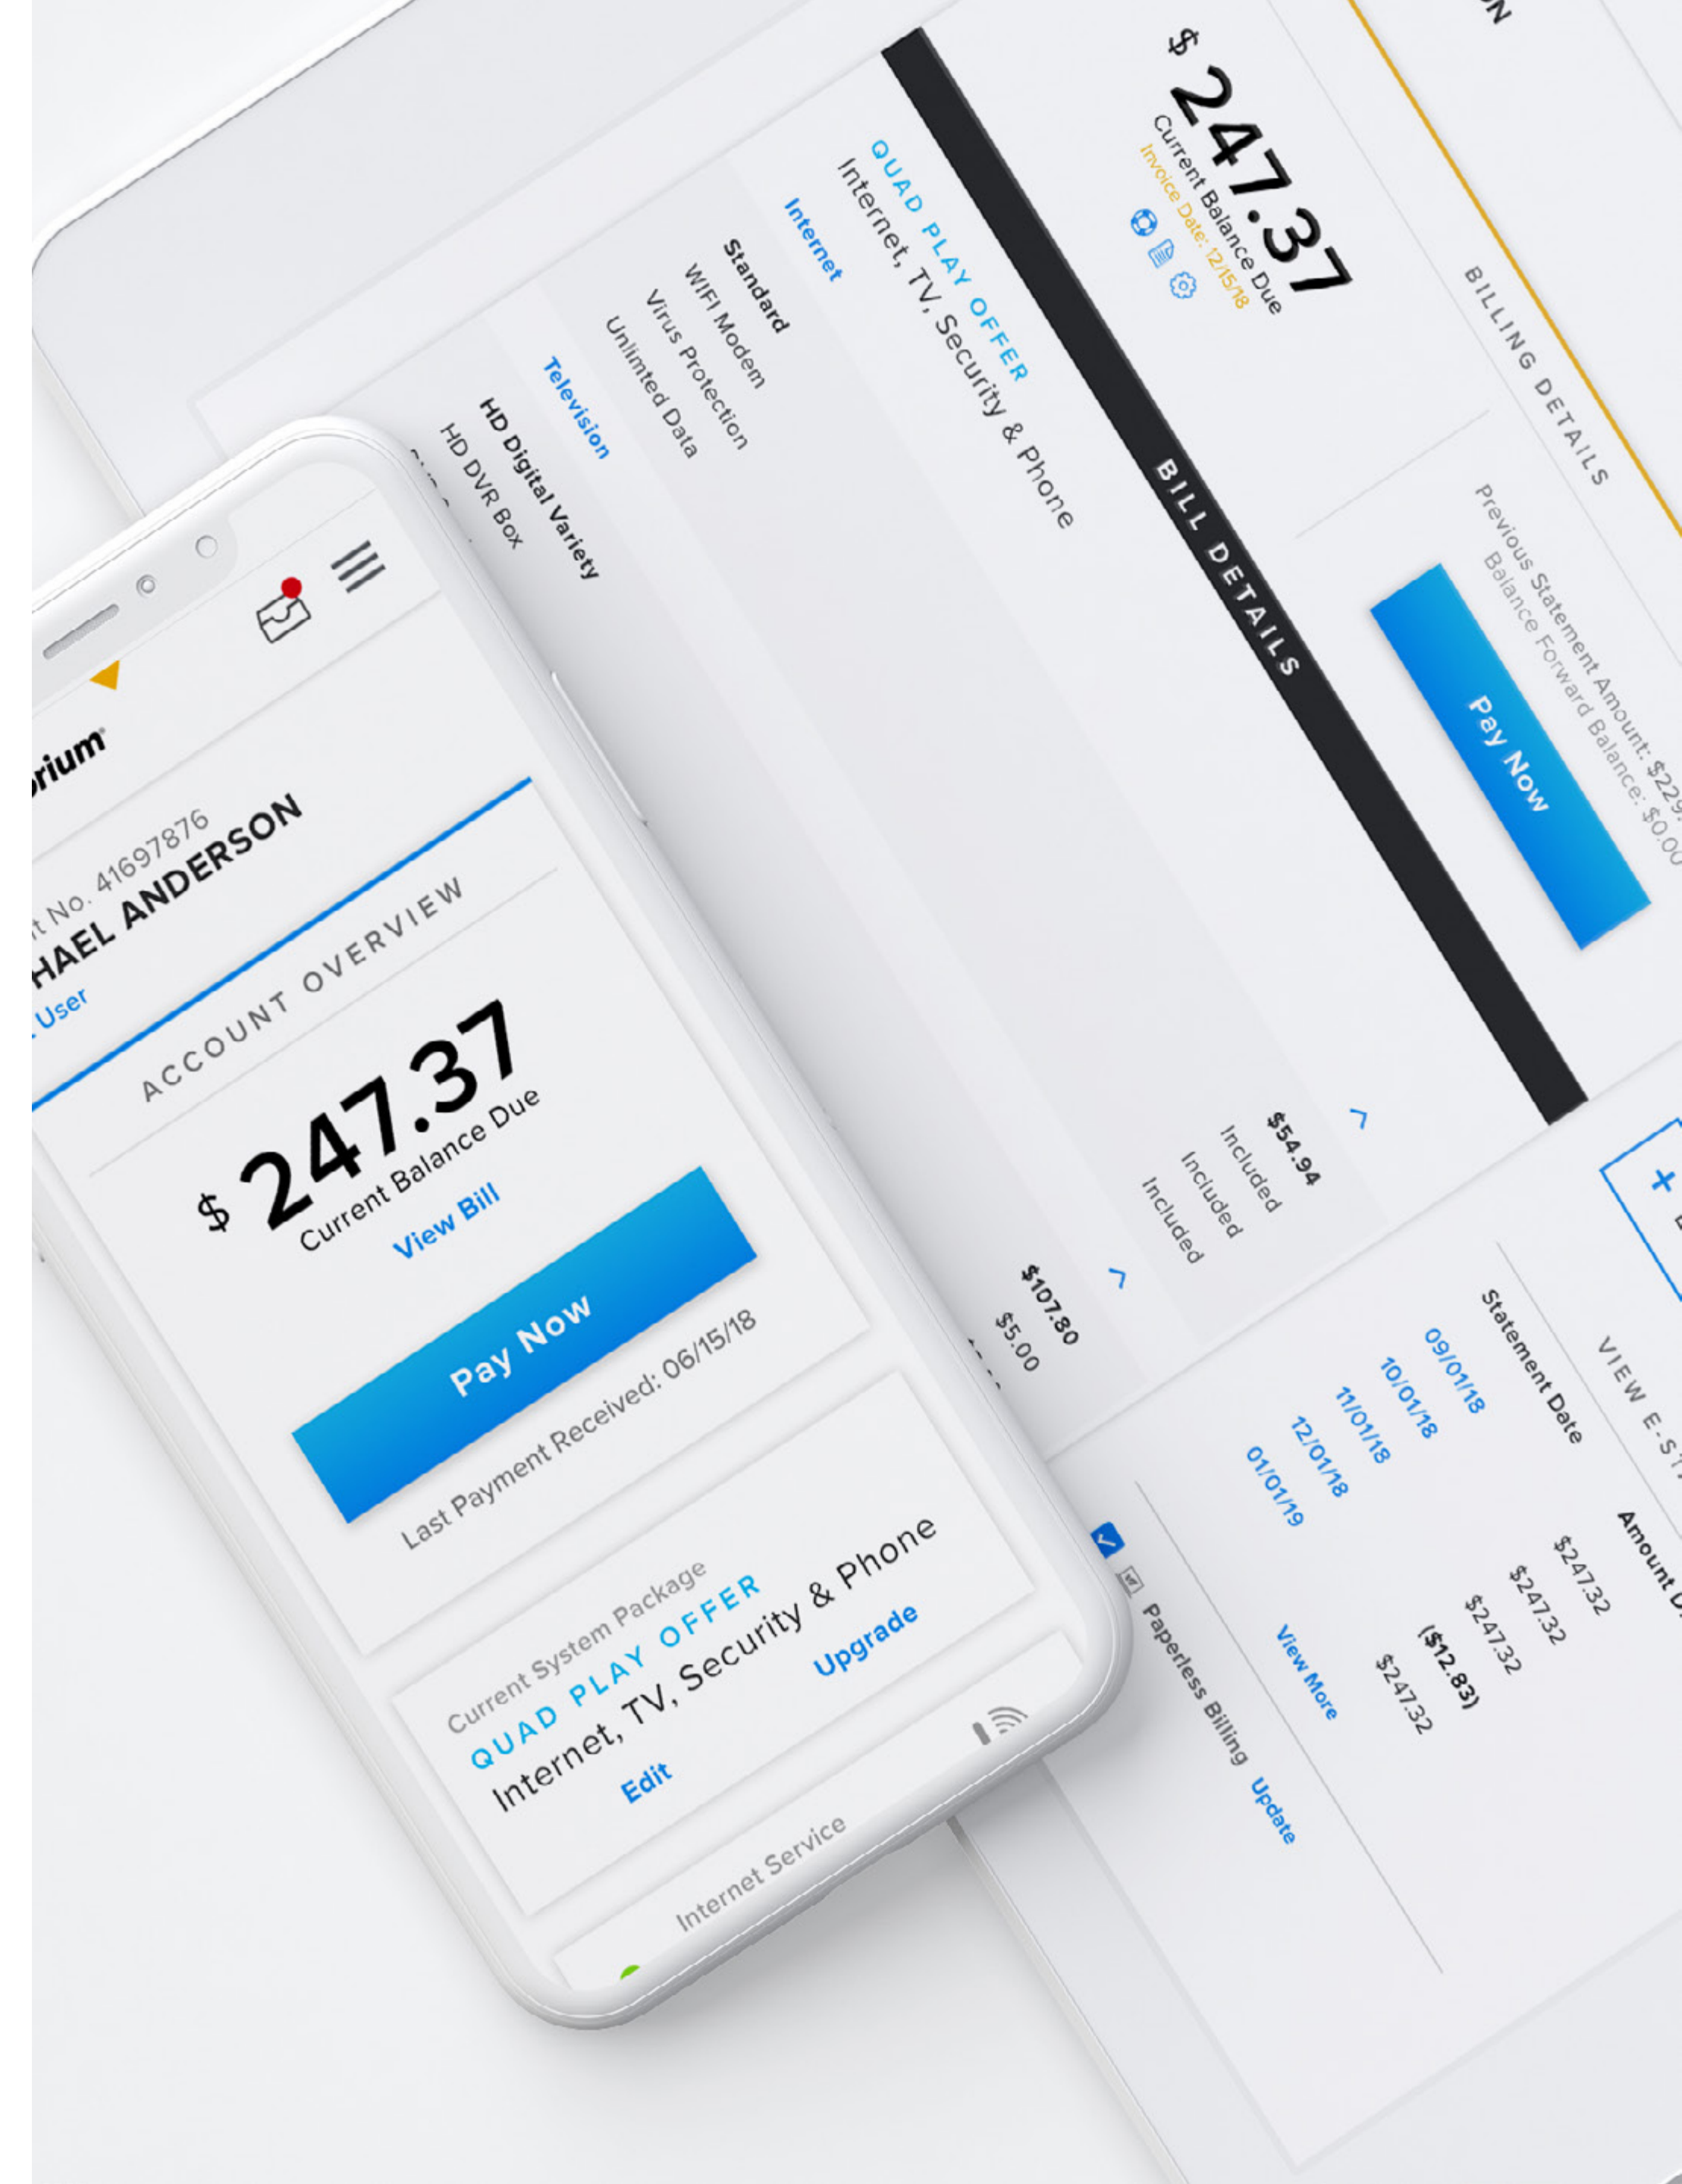 rium
t No. 41697876
HAEL ANDERSON
User
ACCOUNT OVERVIEW
$ 247.37
Current Balance Due
View Bill
Pay Now
Last Payment Received: 06/15/18
Current System Package
QUAD PLAY OFFER
Internet, TV, Security & Phone
Edit Upgrade
Internet Service
N
BILLING DETAILS
$ 247.37
Current Balance Due
Invoice Date: 12/15/18
Previous Statement Amount: $229.
Balance Forward Balance: $0.00
Pay Now
BILL DETAILS
QUAD PLAY OFFER
Internet, TV, Security & Phone
Internet
Standard $54.94
WIFI Modem Included
Virus Protection Included
Unlimted Data Included
Television
HD Digital Variety $107.80
HD DVR Box $5.00
VIEW E-ST
Statement Date Amount D
09/01/18 $247.32
10/01/18 $247.32
11/01/18 $247.32
12/01/18 ($12.83)
01/01/19 $247.32
View More
Paperless Billing Update